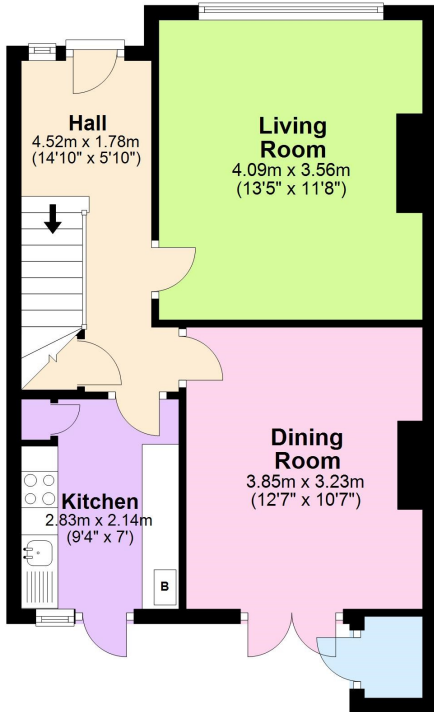 Hall
4.52m x 1.78m
(14'10" x 5'10")
Living
Room
4.09m x 3.56m
(13'5" x 11'8")
Dining
Room
3.85m x 3.23m
(12'7" x 10'7")
Kitchen
2.83m x 2.14m
(9'4" x 7')
B